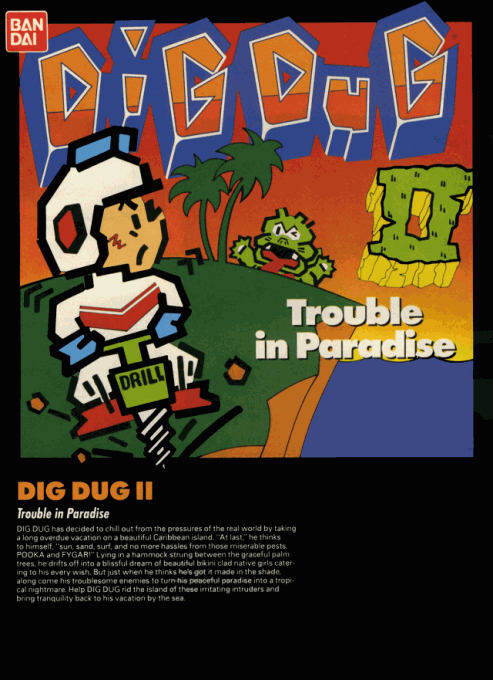 BAN
DAI
DIG DUG
II
Trouble
in Paradise
DRILL
DIG DUG II
Trouble in Paradise
DIG DUG has decided to chill out from the pressures of the real world by taking
a long overdue vacation on a beautiful Caribbean island. "At last," he thinks
to himself, "sun, sand, surf, and no more hassles from those miserable pests,
POOKA and FYGAR!" Lying in a hammock strung between the graceful palm
trees, he drifts off into a blissful dream of beautiful bikini clad native girls cater-
ing to his every wish. But just when he thinks he's got it made in the shade,
along come his troublesome enemies to turn his peaceful paradise into a tropi-
cal nightmare. Help DIG DUG rid the island of these irritating intruders and
bring tranquility back to his vacation by the sea.